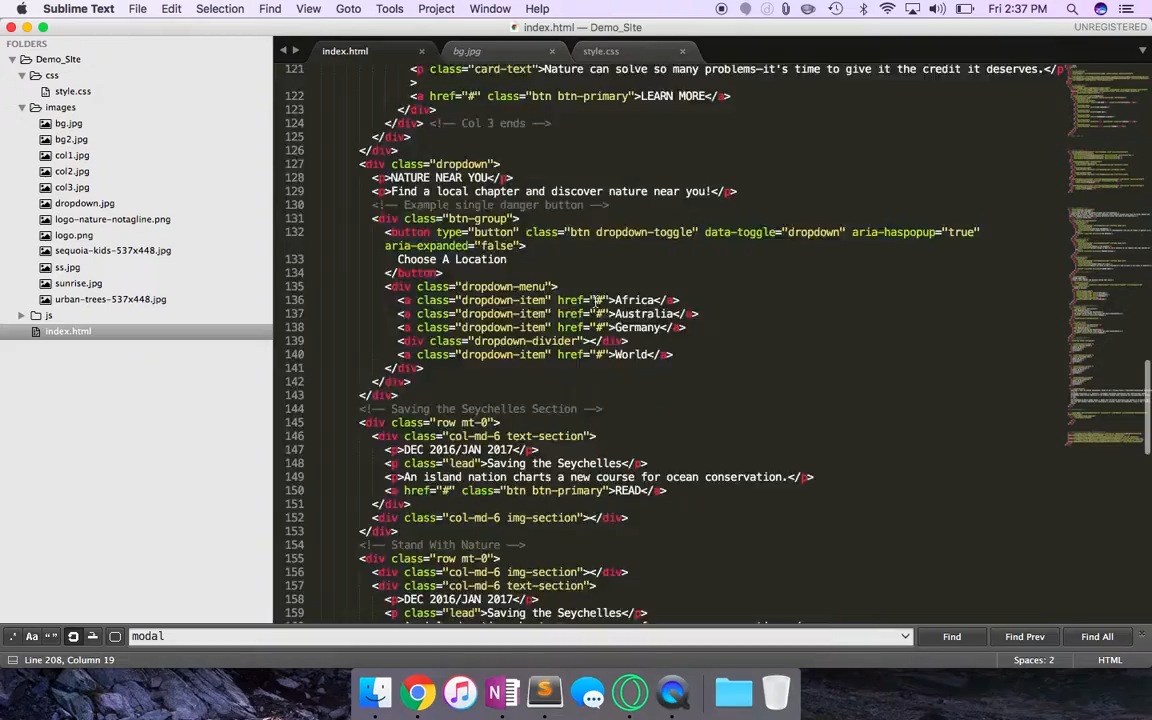 Sublime Text File Edit Selection Find View Goto Tools Project Window Help Fri 2:37 PM
index.html — Demo_SIte UNREGISTERED
FOLDERS
Demo_SIte
css
style.css
images
bg.jpg
bg2.jpg
col1.jpg
col2.jpg
col3.jpg
dropdown.jpg
logo-nature-notagline.png
logo.png
sequoia-kids-537x448.jpg
ss.jpg
sunrise.jpg
urban-trees-537x448.jpg
js
index.html
index.html × bg.jpg × style.css ×
121 <p class="card-text">Nature can solve so many problems—it's time to give it the credit it deserves.</p
>
122 <a href="#" class="btn btn-primary">LEARN MORE</a>
123 </div>
124 </div> <!-- Col 3 ends -->
125 </div>
126 </div>
127 <div class="dropdown">
128 <p>NATURE NEAR YOU</p>
129 <p>Find a local chapter and discover nature near you!</p>
130 <!-- Example single danger button -->
131 <div class="btn-group">
132 <button type="button" class="btn dropdown-toggle" data-toggle="dropdown" aria-haspopup="true"
aria-expanded="false">
133 Choose A Location
134 </button>
135 <div class="dropdown-menu">
136 <a class="dropdown-item" href="#">Africa</a>
137 <a class="dropdown-item" href="#">Australia</a>
138 <a class="dropdown-item" href="#">Germany</a>
139 <div class="dropdown-divider"></div>
140 <a class="dropdown-item" href="#">World</a>
141 </div>
142 </div>
143 </div>
144 <!-- Saving the Seychelles Section -->
145 <div class="row mt-0">
146 <div class="col-md-6 text-section">
147 <p>DEC 2016/JAN 2017</p>
148 <p class="lead">Saving the Seychelles</p>
149 <p>An island nation charts a new course for ocean conservation.</p>
150 <a href="#" class="btn btn-primary">READ</a>
151 </div>
152 <div class="col-md-6 img-section"></div>
153 </div>
154 <!-- Stand With Nature -->
155 <div class="row mt-0">
156 <div class="col-md-6 img-section"></div>
157 <div class="col-md-6 text-section">
158 <p>DEC 2016/JAN 2017</p>
159 <p class="lead">Saving the Seychelles</p>
.* Aa “” modal Find Find Prev Find All
Line 208, Column 19 Spaces: 2 HTML